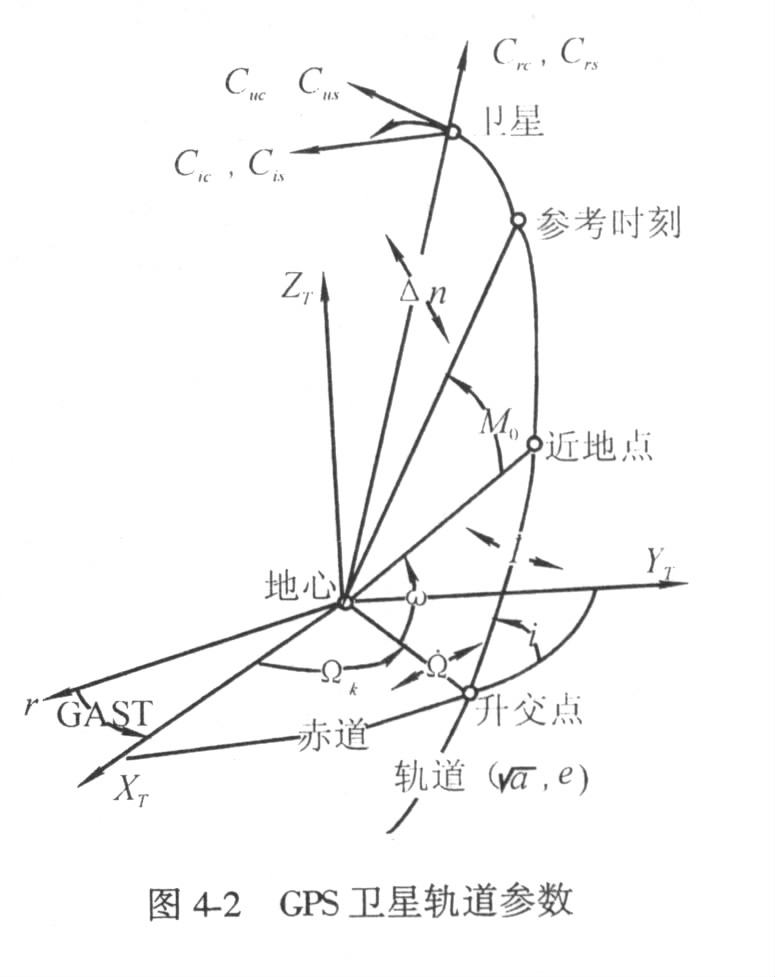 C_rc , C_rs
C_uc C_us
卫星
C_ic , C_is
参考时刻
Z_T
Δn
M_0
近地点
i
Y_T
地心
ω
i
Ω_k
Ω̇
r
GAST
升交点
赤道
X_T
轨道 (√a , e)
图 4-2 GPS 卫星轨道参数